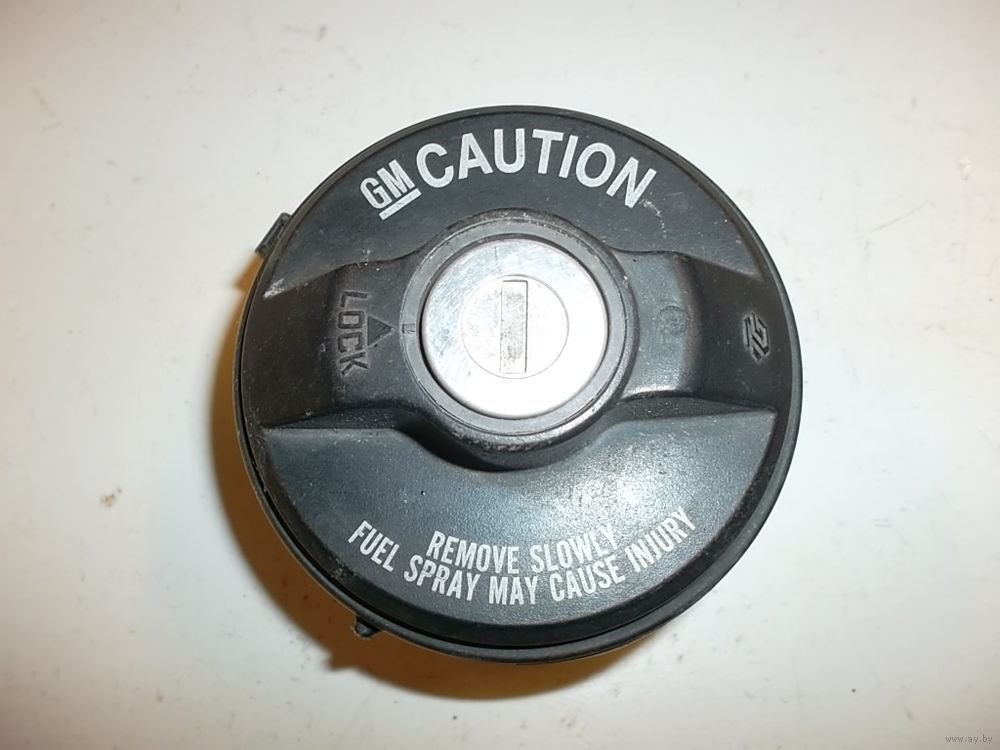 GM CAUTION
LOCK
REMOVE SLOWLY
FUEL SPRAY MAY CAUSE INJURY
www.ay.by